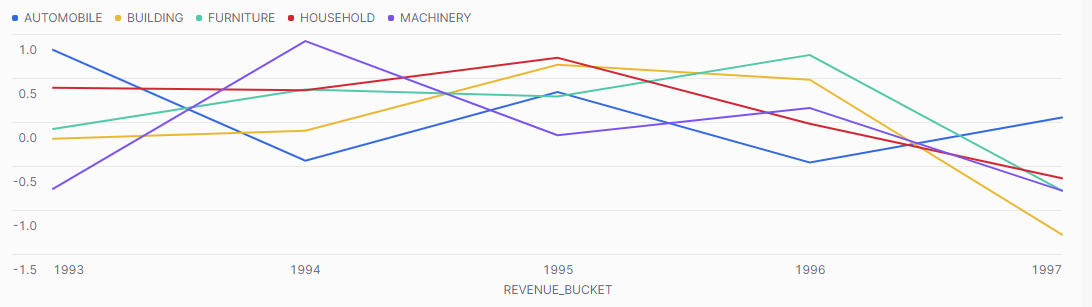 AUTOMOBILE BUILDING FURNITURE HOUSEHOLD MACHINERY
1.0
0.5
0.0
-0.5
-1.0
-1.5
1993 1994 1995 1996 1997
REVENUE_BUCKET